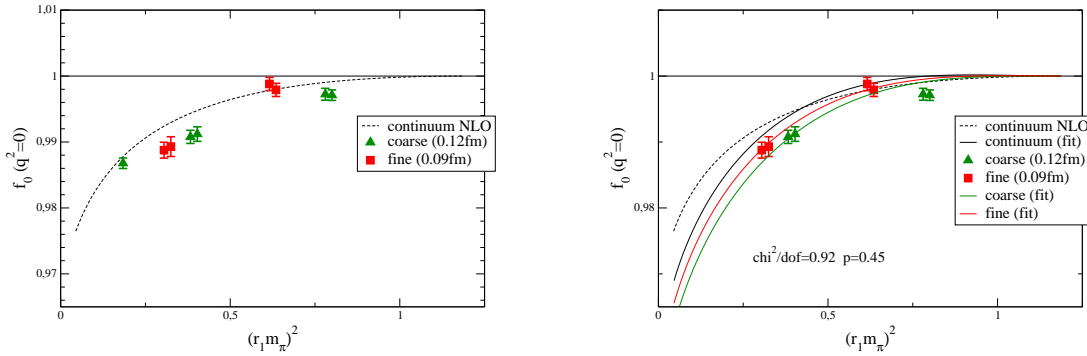 1,01
1
0,99
0,98
0,97
f₀ (q²=0)
0
0,5
1
(r₁m_π)²
continuum NLO
coarse (0.12fm)
fine (0.09fm)
1
0,98
f₀ (q²=0)
0
0,5
1
(r₁m_π)²
chi²/dof=0.92 p=0.45
continuum NLO
continuum (fit)
coarse (0.12fm)
fine (0.09fm)
coarse (fit)
fine (fit)